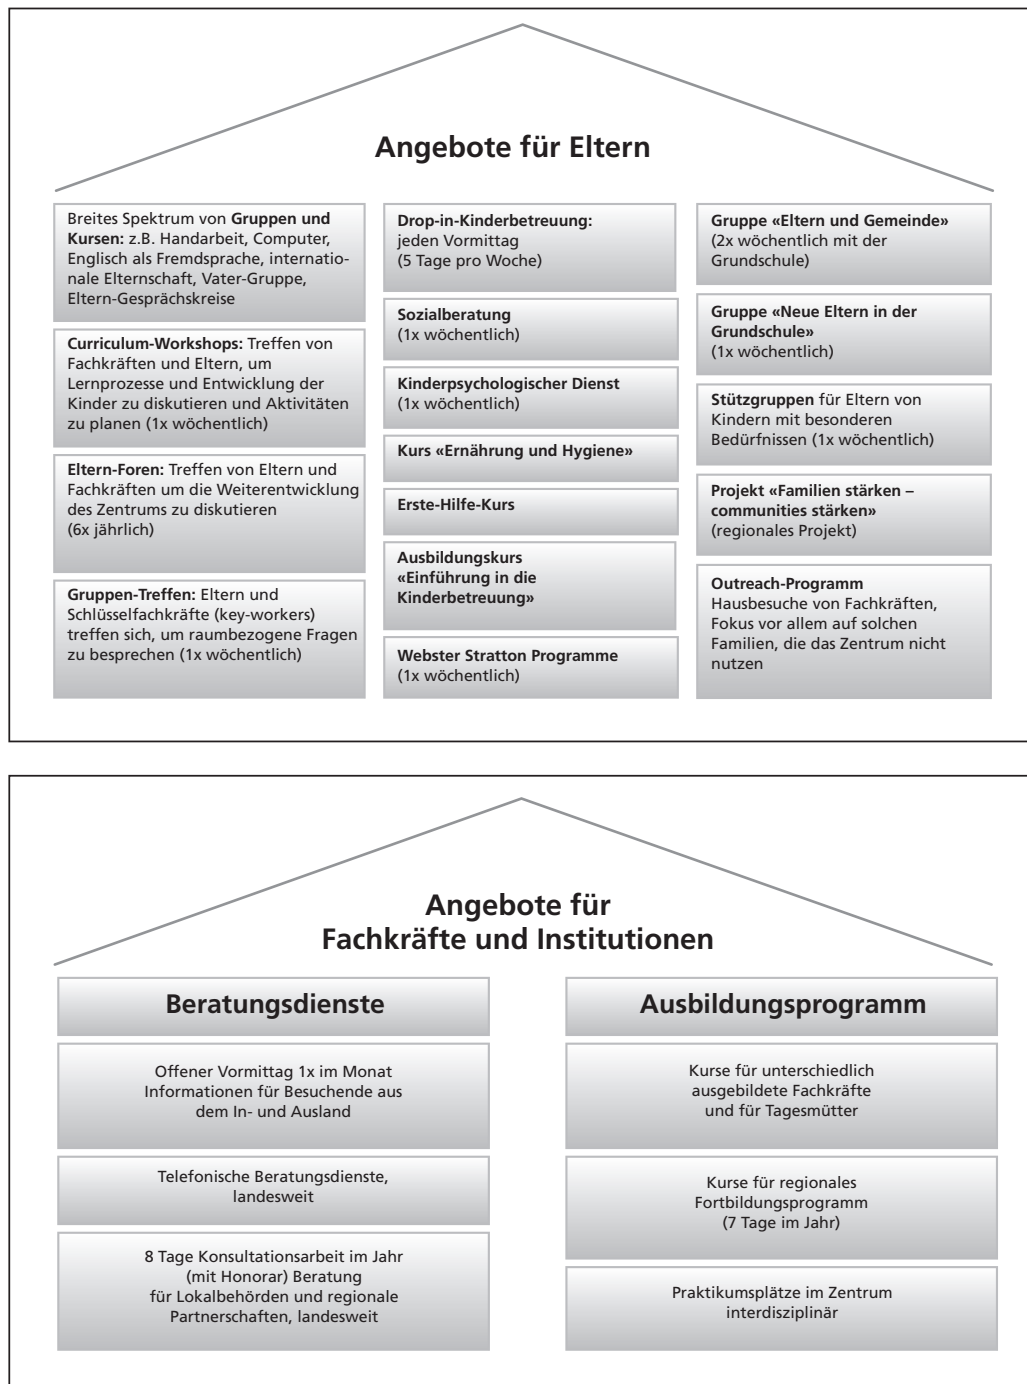 Angebote für Eltern
Breites Spektrum von Gruppen und
Kursen: z.B. Handarbeit, Computer,
Englisch als Fremdsprache, internatio-
nale Elternschaft, Vater-Gruppe,
Eltern-Gesprächskreise
Curriculum-Workshops: Treffen von
Fachkräften und Eltern, um
Lernprozesse und Entwicklung der
Kinder zu diskutieren und Aktivitäten
zu planen (1x wöchentlich)
Eltern-Foren: Treffen von Eltern und
Fachkräften um die Weiterentwicklung
des Zentrums zu diskutieren
(6x jährlich)
Gruppen-Treffen: Eltern und
Schlüsselfachkräfte (key-workers)
treffen sich, um raumbezogene Fragen
zu besprechen (1x wöchentlich)
Drop-in-Kinderbetreuung:
jeden Vormittag
(5 Tage pro Woche)
Sozialberatung
(1x wöchentlich)
Kinderpsychologischer Dienst
(1x wöchentlich)
Kurs «Ernährung und Hygiene»
Erste-Hilfe-Kurs
Ausbildungskurs
«Einführung in die
Kinderbetreuung»
Webster Stratton Programme
(1x wöchentlich)
Gruppe «Eltern und Gemeinde»
(2x wöchentlich mit der
Grundschule)
Gruppe «Neue Eltern in der
Grundschule»
(1x wöchentlich)
Stützgruppen für Eltern von
Kindern mit besonderen
Bedürfnissen (1x wöchentlich)
Projekt «Familien stärken –
communities stärken»
(regionales Projekt)
Outreach-Programm
Hausbesuche von Fachkräften,
Fokus vor allem auf solchen
Familien, die das Zentrum nicht
nutzen
Angebote für
Fachkräfte und Institutionen
Beratungsdienste
Offener Vormittag 1x im Monat
Informationen für Besuchende aus
dem In- und Ausland
Telefonische Beratungsdienste,
landesweit
8 Tage Konsultationsarbeit im Jahr
(mit Honorar) Beratung
für Lokalbehörden und regionale
Partnerschaften, landesweit
Ausbildungsprogramm
Kurse für unterschiedlich
ausgebildete Fachkräfte
und für Tagesmütter
Kurse für regionales
Fortbildungsprogramm
(7 Tage im Jahr)
Praktikumsplätze im Zentrum
interdisziplinär